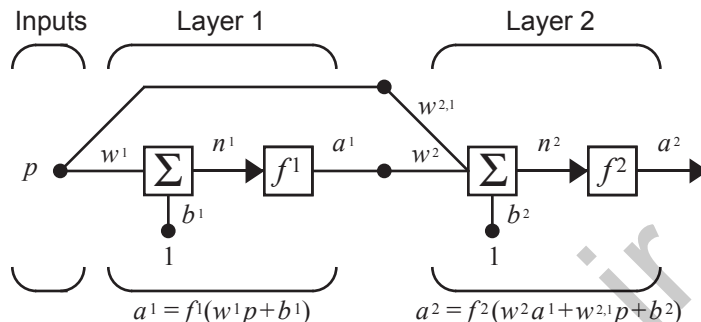 Inputs Layer 1 Layer 2
w²,¹
p w¹ Σ n¹ f¹ a¹ w² Σ n² f² a²
b¹ b²
1 1
a¹ = f¹(w¹p+b¹) a² = f²(w²a¹+w²,¹p+b²)
ir